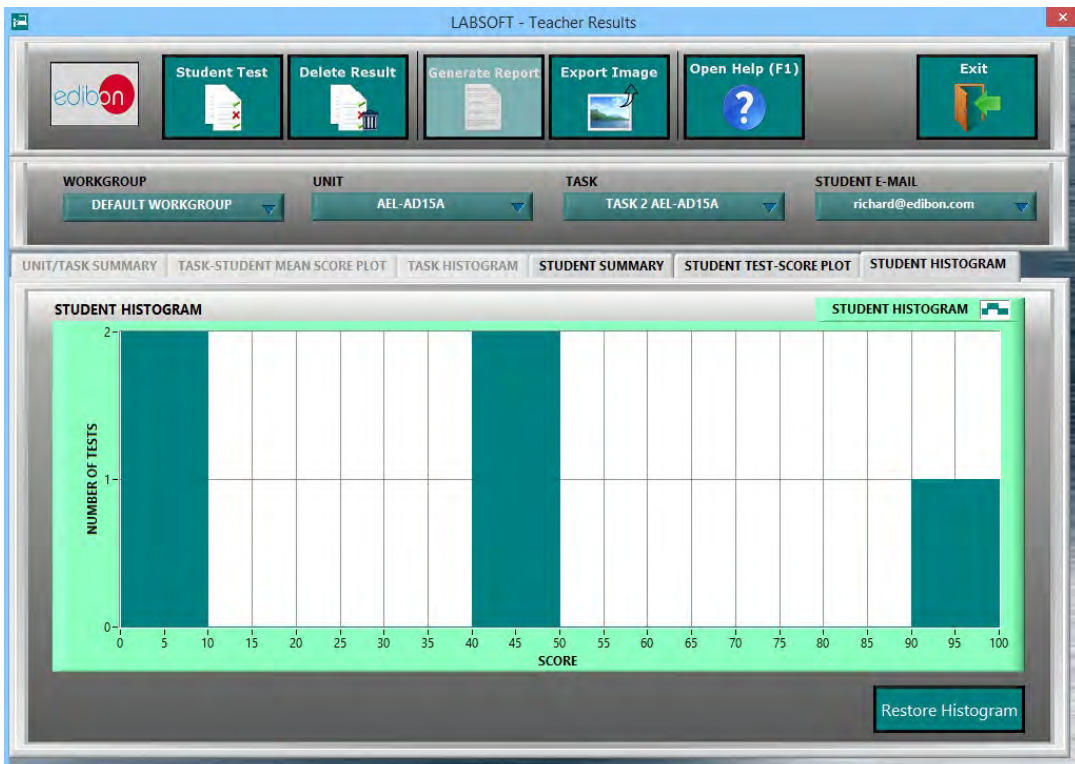 LABSOFT - Teacher Results
edibon
Student Test
Delete Result
Generate Report
Export Image
Open Help (F1)
Exit
WORKGROUP
UNIT
TASK
STUDENT E-MAIL
DEFAULT WORKGROUP
AEL-AD15A
TASK 2 AEL-AD15A
richard@edibon.com
UNIT/TASK SUMMARY
TASK-STUDENT MEAN SCORE PLOT
TASK HISTOGRAM
STUDENT SUMMARY
STUDENT TEST-SCORE PLOT
STUDENT HISTOGRAM
STUDENT HISTOGRAM
STUDENT HISTOGRAM
2
1
0
NUMBER OF TESTS
0 5 10 15 20 25 30 35 40 45 50 55 60 65 70 75 80 85 90 95 100
SCORE
Restore Histogram